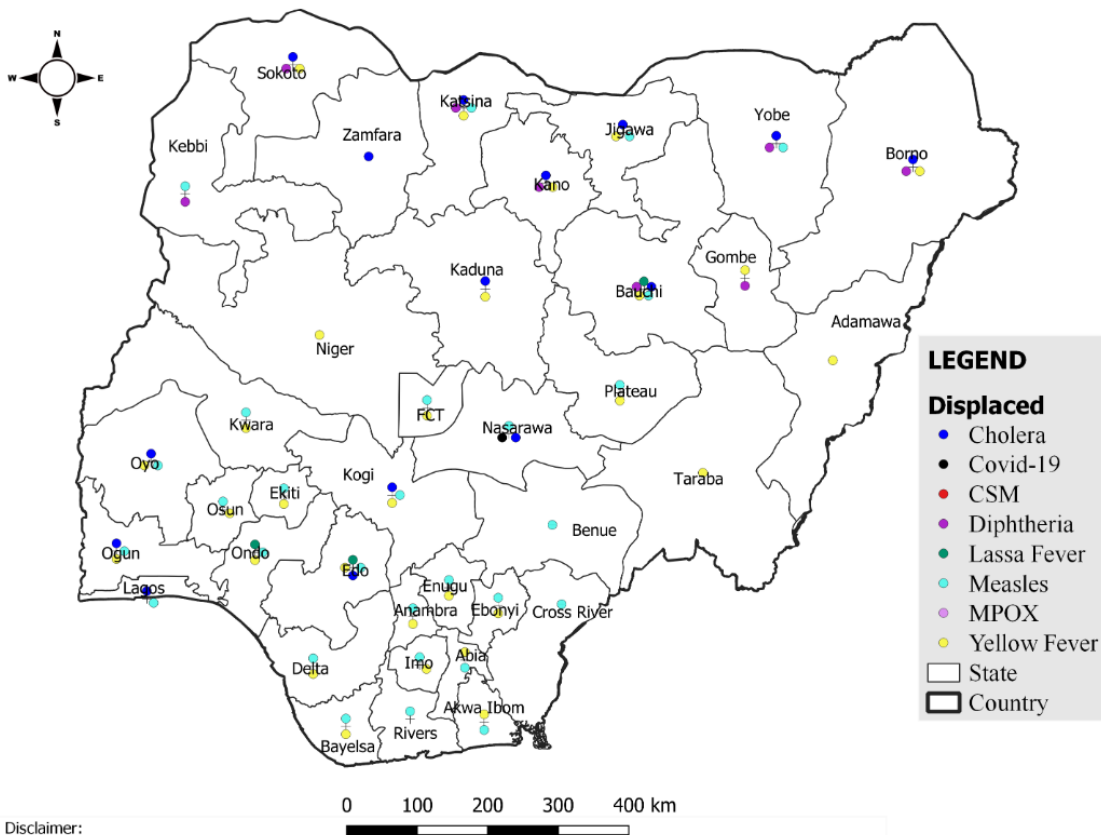 N
W E
S
Sokoto
Katsina
Zamfara
Jigawa
Yobe
Kebbi
Borno
Kano
Gombe
Kaduna
Bauchi
Adamawa
Niger
Plateau
FCT
Kwara
Nasarawa
Oyo
Kogi
Taraba
Ekiti
Osun
Benue
Ogun
Ondo
Edo
Lagos
Enugu
Anambra
Ebonyi
Cross River
Delta
Imo
Abia
Akwa Ibom
Rivers
Bayelsa
LEGEND
Displaced
Cholera
Covid-19
CSM
Diphtheria
Lassa Fever
Measles
MPOX
Yellow Fever
State
Country
0 100 200 300 400 km
Disclaimer: